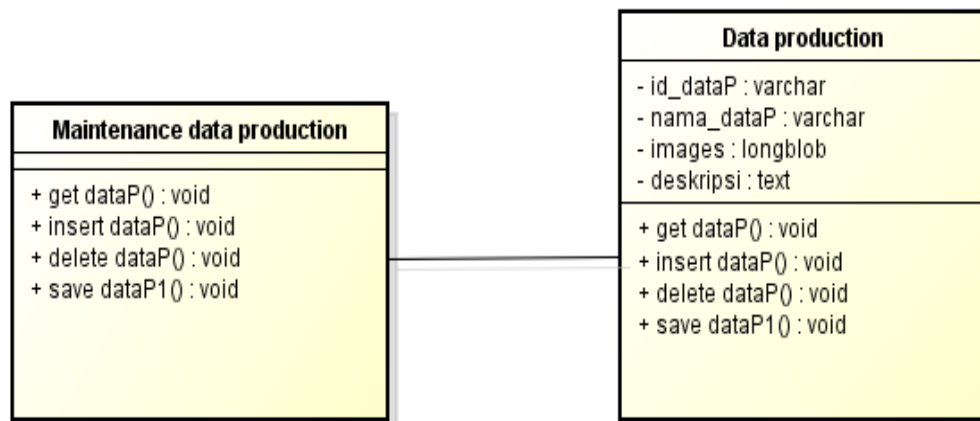 Maintenance data production
+ get dataP() : void
+ insert dataP() : void
+ delete dataP() : void
+ save dataP1() : void
Data production
- id_dataP : varchar
- nama_dataP : varchar
- images : longblob
- deskripsi : text
+ get dataP() : void
+ insert dataP() : void
+ delete dataP() : void
+ save dataP1() : void